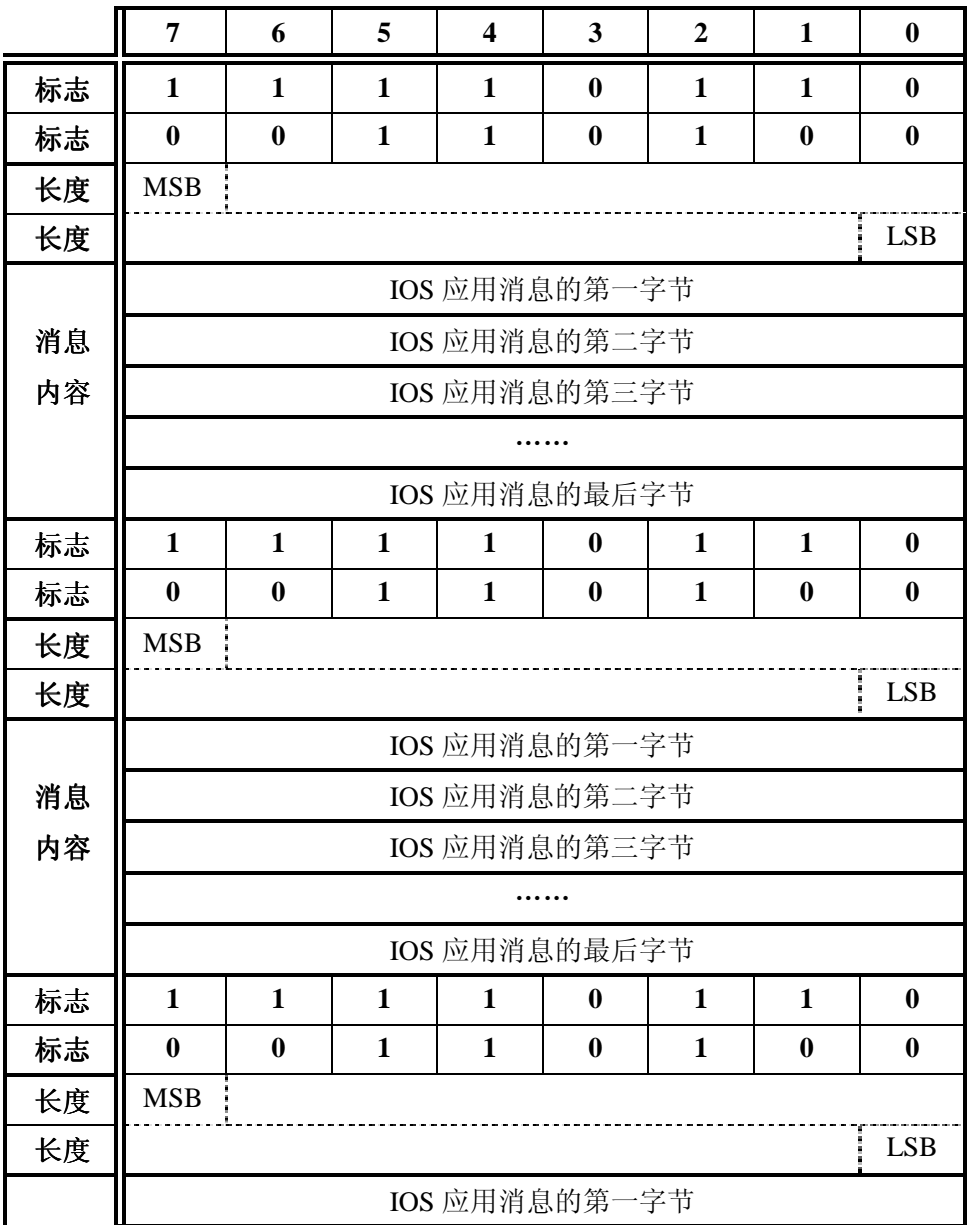 7 6 5 4 3 2 1 0
标志 1 1 1 1 0 1 1 0
标志 0 0 1 1 0 1 0 0
长度 MSB
长度 LSB
IOS 应用消息的第一字节
消息 IOS 应用消息的第二字节
内容 IOS 应用消息的第三字节
……
IOS 应用消息的最后字节
标志 1 1 1 1 0 1 1 0
标志 0 0 1 1 0 1 0 0
长度 MSB
长度 LSB
IOS 应用消息的第一字节
消息 IOS 应用消息的第二字节
内容 IOS 应用消息的第三字节
……
IOS 应用消息的最后字节
标志 1 1 1 1 0 1 1 0
标志 0 0 1 1 0 1 0 0
长度 MSB
长度 LSB
IOS 应用消息的第一字节